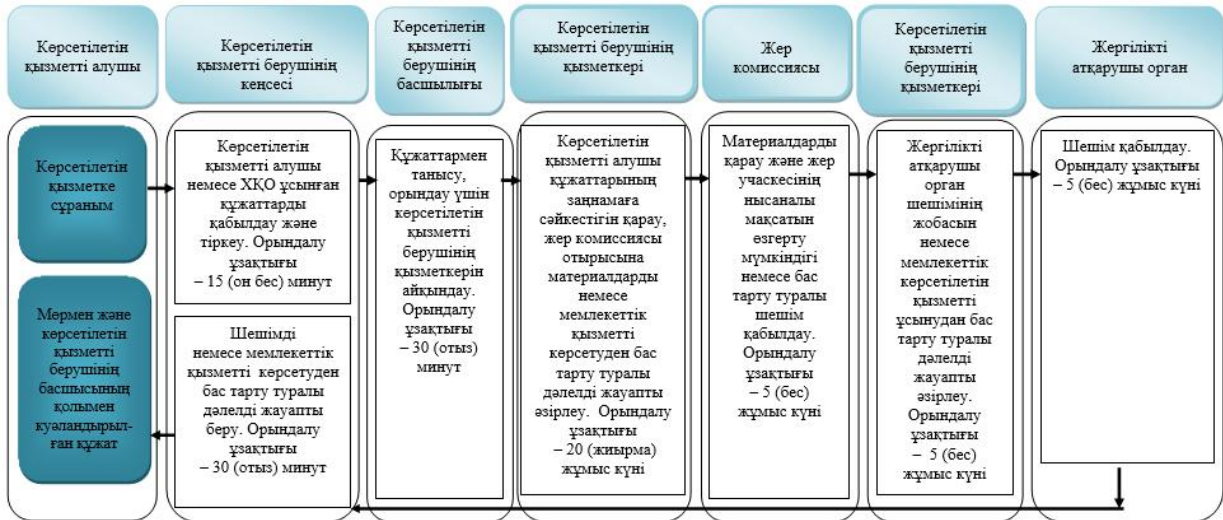 Көрсетілетін
қызметті алушы
Көрсетілетін
қызметті берушінің
кеңсесі
Көрсетілетін
қызметті
берушінің
басшылығы
Көрсетілетін
қызметті берушінің
қызметкері
Жер
комиссиясы
Көрсетілетін
қызметті
берушінің
қызметкері
Жергілікті
атқарушы орган
Көрсетілетін
қызметке
сұраным
Мөрмен және
көрсетілетін
қызметті
берушінің
басшысының
қолымен
куәландырыл-
ған құжат
Көрсетілетін
қызметті алушы
немесе ХҚО ұсынған
құжаттарды
қабылдау және
тіркеу. Орындалу
ұзақтығы
– 15 (он бес) минут
Шешімді
немесе мемлекеттік
қызметті көрсетуден
бас тарту туралы
дәлелді жауапты
беру. Орындалу
ұзақтығы
– 30 (отыз) минут
Құжаттармен
танысу,
орындау үшін
көрсетілетін
қызметті
берушінің
қызметкерін
айқындау.
Орындалу
ұзақтығы
– 30 (отыз)
минут
Көрсетілетін
қызметті алушы
құжаттарының
заңнамаға
сәйкестігін қарау,
жер комиссиясы
отырысына
материалдарды
немесе
мемлекеттік
қызметті
көрсетуден бас
тарту туралы
дәлелді жауапты
әзірлеу. Орындалу
ұзақтығы
– 20 (жиырма)
жұмыс күні
Материалдарды
қарау және жер
учаскесінің
нысаналы
мақсатын
өзгерту
мүмкіндігі
немесе бас
тарту туралы
шешім
қабылдау.
Орындалу
ұзақтығы
– 5 (бес)
жұмыс күні
Жергілікті
атқарушы
орган
шешімінің
жобасын
немесе
мемлекеттік
көрсетілетін
қызметті
ұсынудан бас
тарту туралы
дәлелді
жауапты
әзірлеу.
Орындалу
ұзақтығы
– 5 (бес)
жұмыс күні
Шешім қабылдау.
Орындалу ұзақтығы
– 5 (бес) жұмыс күні